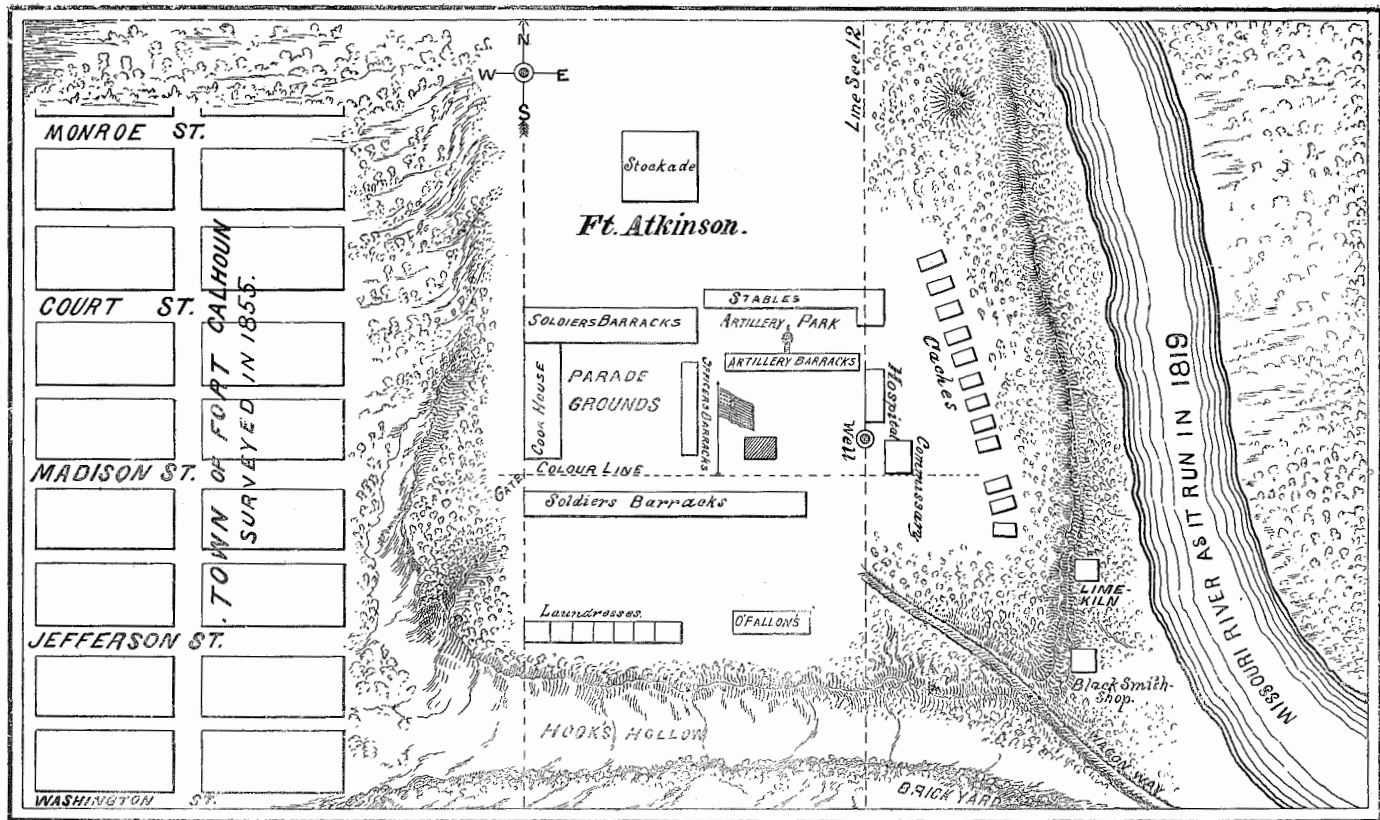 N
W E
S
Line Sec. 12
MONROE ST.
Stockade
Ft. Atkinson.
TOWN OF FORT CALHOUN
SURVEYED IN 1855.
COURT ST.
STABLES
SOLDIERS BARRACKS
ARTILLERY PARK
ARTILLERY BARRACKS
COOK HOUSE
PARADE
GROUNDS
OFFICERS BARRACKS
Hospital
Caches
Well
Commissary
MADISON ST.
GATE
COLOUR LINE
Soldiers Barracks
MISSOURI RIVER AS IT RUN IN 1819
LIME-
KILN
Laundresses.
O'FALLONS
JEFFERSON ST.
Black Smith-
shop.
HOOKS HOLLOW
WAGON WAY
BRICK YARD
WASHINGTON ST.